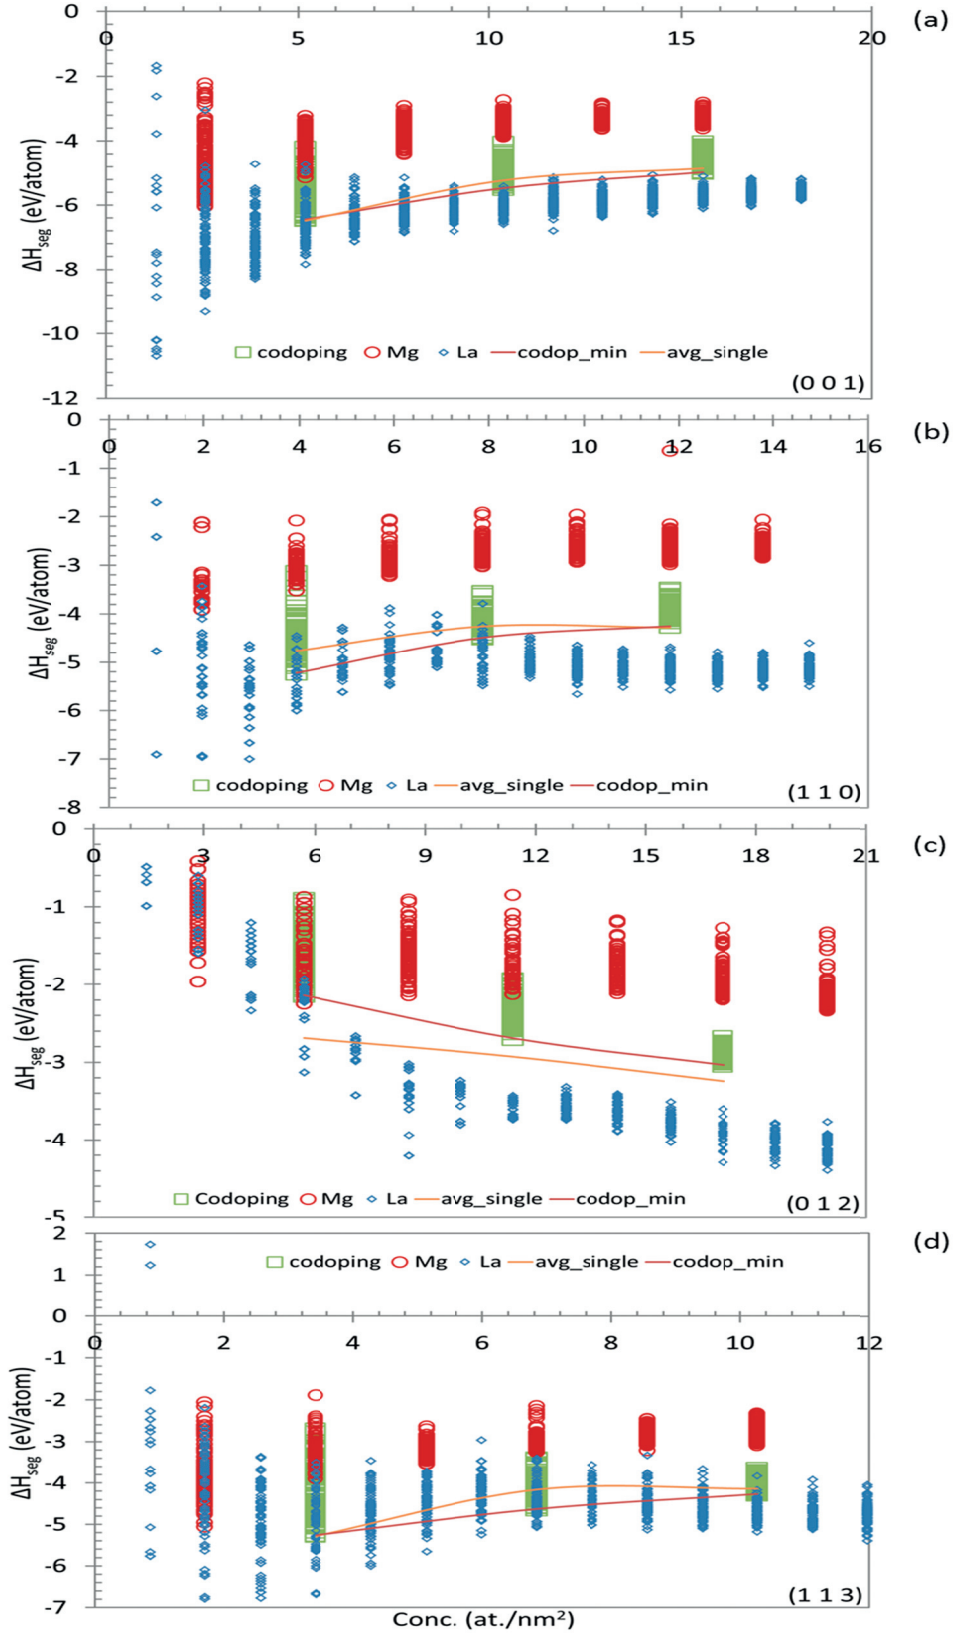 (a)
0
0 5 10 15 20
-2
-4
-6
-8
-10
-12
ΔHseg (eV/atom)
codoping Mg La codop_min avg_single
(0 0 1)
(b)
0
0 2 4 6 8 10 12 14 16
-1
-2
-3
-4
-5
-6
-7
-8
ΔHseg (eV/atom)
codoping Mg La avg_single codop_min
(1 1 0)
(c)
0
0 3 6 9 12 15 18 21
-1
-2
-3
-4
-5
ΔHseg (eV/atom)
Codoping Mg La avg_single codop_min
(0 1 2)
(d)
2
codoping Mg La avg_single codop_min
1
0
0 2 4 6 8 10 12
-1
-2
-3
-4
-5
-6
-7
ΔHseg (eV/atom)
(1 1 3)
Conc. (at./nm²)